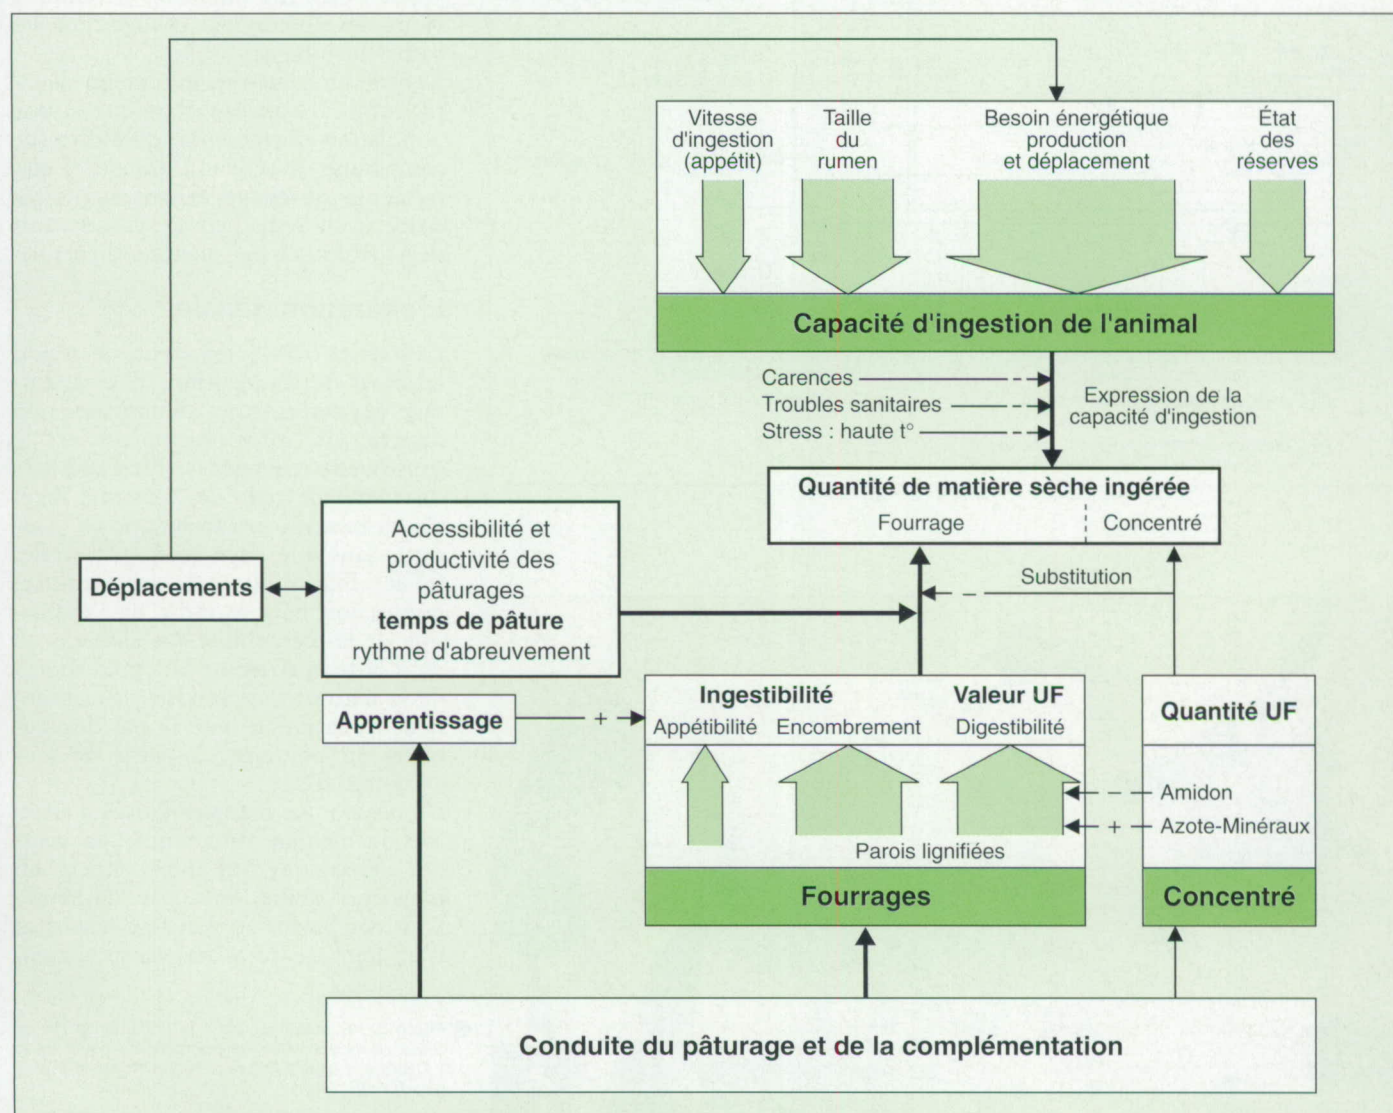 Vitesse
d'ingestion
(appétit)
Taille
du
rumen
Besoin énergétique
production
et déplacement
État
des
réserves
Capacité d'ingestion de l'animal
Carences
Troubles sanitaires
Stress : haute t°
Expression de la
capacité d'ingestion
Quantité de matière sèche ingérée
Fourrage
Concentré
Accessibilité et
productivité des
pâturages
temps de pâture
rythme d'abreuvement
Déplacements
Substitution
–
Apprentissage
+
Ingestibilité
Valeur UF
Appétibilité
Encombrement
Digestibilité
Quantité UF
– Amidon
+ Azote-Minéraux
Parois lignifiées
Fourrages
Concentré
Conduite du pâturage et de la complémentation